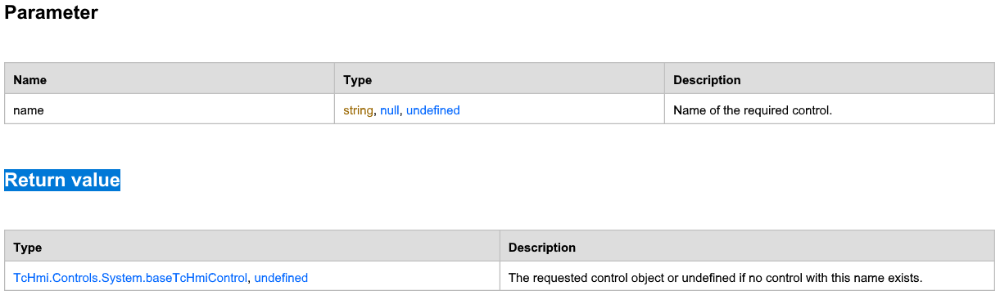 Parameter
Name Type Description
name string, null, undefined Name of the required control.
Return value
Type Description
TcHmi.Controls.System.baseTcHmiControl, undefined The requested control object or undefined if no control with this name exists.